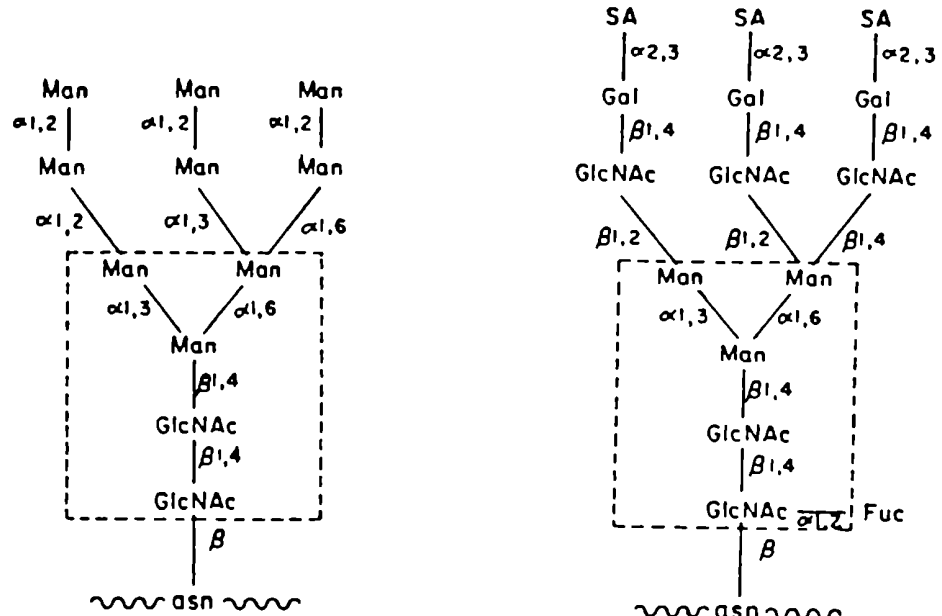 Man Man Man
α1,2 α1,2 α1,2
Man Man Man
α1,2 α1,3 α1,6
Man Man
α1,3 α1,6
Man
β1,4
GlcNAc
β1,4
GlcNAc
β
asn
SA SA SA
α2,3 α2,3 α2,3
Gal Gal Gal
β1,4 β1,4 β1,4
GlcNAc GlcNAc GlcNAc
β1,2 β1,2 β1,4
Man Man
α1,3 α1,6
Man
β1,4
GlcNAc
β1,4
GlcNAc Fuc
β
asn